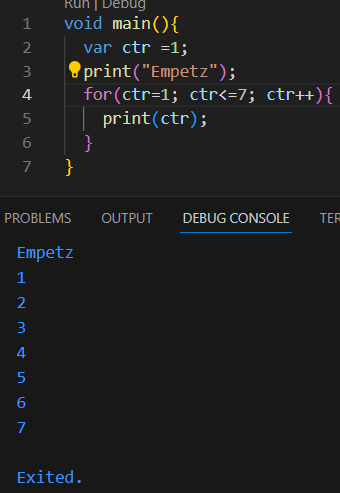 Run | Debug
1 void main(){
2 var ctr =1;
3 print("Empetz");
4 for(ctr=1; ctr<=7; ctr++){
5 print(ctr);
6 }
7 }
PROBLEMS OUTPUT DEBUG CONSOLE TER
Empetz
1
2
3
4
5
6
7
Exited.